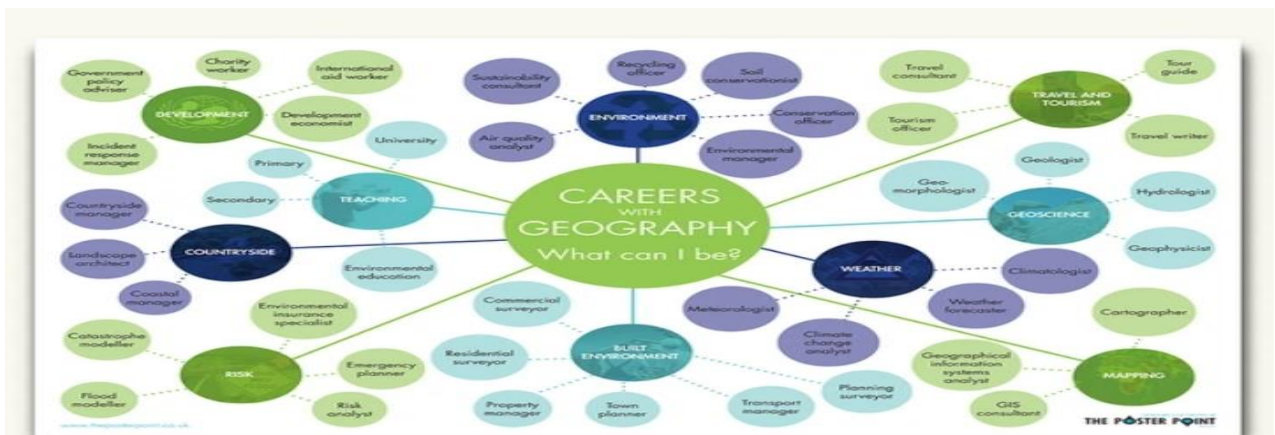 CAREERS
WITH
GEOGRAPHY
What can I be?
DEVELOPMENT
Government
policy
adviser
Charity
worker
International
aid worker
Development
economist
Incident
response
manager
TEACHING
University
Primary
Secondary
Environmental
education
ENVIRONMENT
Sustainability
consultant
Recycling
officer
Soil
conservationist
Conservation
officer
Environmental
manager
Air quality
analyst
TRAVEL AND
TOURISM
Travel
consultant
Tour
guide
Tourism
officer
Travel writer
GEOSCIENCE
Geologist
Geo-
morphologist
Hydrologist
Geophysicist
COUNTRYSIDE
Countryside
manager
Landscape
architect
Coastal
manager
WEATHER
Climatologist
Meteorologist
Weather
forecaster
Climate
change
analyst
RISK
Environmental
insurance
specialist
Catastrophe
modeller
Emergency
planner
Flood
modeller
Risk
analyst
BUILT
ENVIRONMENT
Commercial
surveyor
Residential
surveyor
Property
manager
Town
planner
Transport
manager
Planning
surveyor
MAPPING
Cartographer
Geographical
information
systems
analyst
GIS
consultant
www.theposterpoint.co.uk
THE POSTER POINT